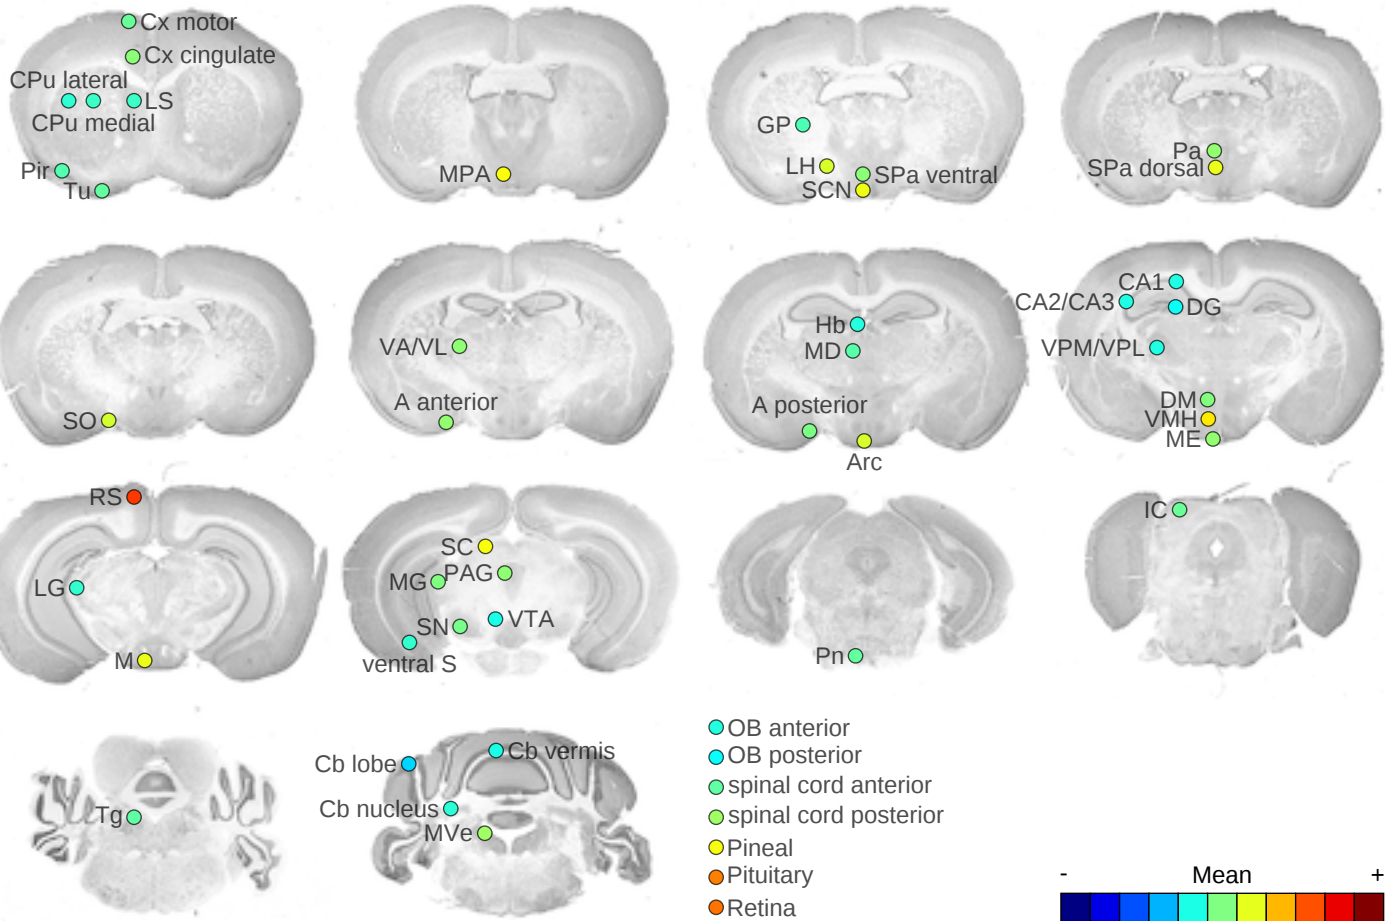 Cx motor
Cx cingulate
CPu lateral
LS
CPu medial
Pir
Tu
MPA
GP
LH
SPa ventral
SCN
Pa
SPa dorsal
SO
VA/VL
A anterior
Hb
MD
A posterior
Arc
CA1
CA2/CA3
DG
VPM/VPL
DM
VMH
ME
RS
LG
M
SC
MG
PAG
SN
VTA
ventral S
Pn
IC
Tg
Cb lobe
Cb vermis
Cb nucleus
MVe
OB anterior
OB posterior
spinal cord anterior
spinal cord posterior
Pineal
Pituitary
Retina
- Mean +